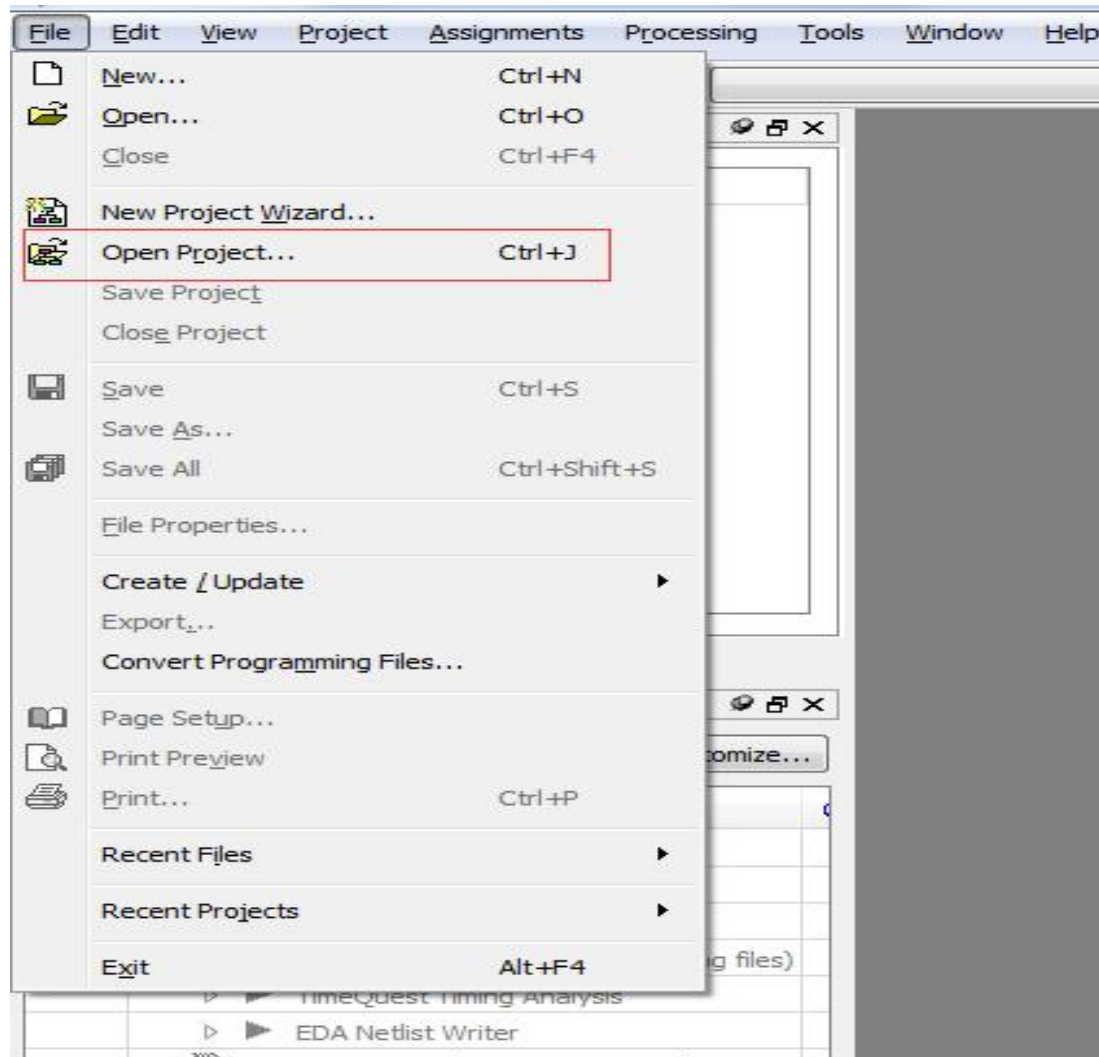 File Edit View Project Assignments Processing Tools Window Help
New... Ctrl+N
Open... Ctrl+O
Close Ctrl+F4
New Project Wizard...
Open Project... Ctrl+J
Save Project
Close Project
Save Ctrl+S
Save As...
Save All Ctrl+Shift+S
File Properties...
Create / Update
Export...
Convert Programming Files...
Page Setup...
omize...
Print Preview
Print... Ctrl+P
Recent Files
Recent Projects
Exit Alt+F4
g files)
TimeQuest Timing Analysis
EDA Netlist Writer